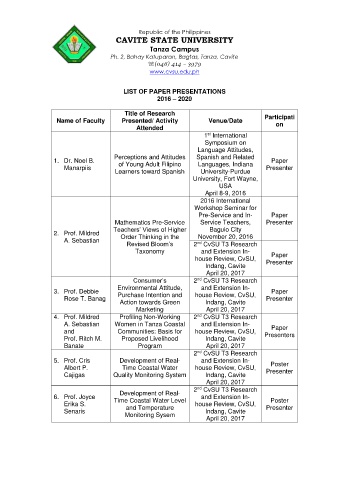 Republic of the Philippines
CAVITE STATE UNIVERSITY
Tanza Campus
Ph. 2, Bahay Katuparan, Bagtas, Tanza, Cavite
(046) 414 – 3979
www.cvsu.edu.ph
LIST OF PAPER PRESENTATIONS
2016 – 2020
Name of Faculty
Title of Research
Presented/ Activity
Attended
Venue/Date
Participati
on
1. Dr. Noel B.
Manarpiis
Perceptions and Attitudes
of Young Adult Filipino
Learners toward Spanish
1st International
Symposium on
Language Attitudes,
Spanish and Related
Languages, Indiana
University-Purdue
University, Fort Wayne,
USA
April 8-9, 2016
Paper
Presenter
2. Prof. Mildred
A. Sebastian
Mathematics Pre-Service
Teachers' Views of Higher
Order Thinking in the
Revised Bloom's
Taxonomy
2016 International
Workshop Seminar for
Pre-Service and In-
Service Teachers,
Baguio City
November 20, 2016
Paper
Presenter
2nd CvSU T3 Research
and Extension In-
house Review, CvSU,
Indang, Cavite
April 20, 2017
Paper
Presenter
3. Prof. Debbie
Rose T. Banag
Consumer's
Environmental Attitude,
Purchase Intention and
Action towards Green
Marketing
2nd CvSU T3 Research
and Extension In-
house Review, CvSU,
Indang, Cavite
April 20, 2017
Paper
Presenter
4. Prof. Mildred
A. Sebastian
and
Prof. Ritch M.
Banate
Profiling Non-Working
Women in Tanza Coastal
Communities: Basis for
Proposed Livelihood
Program
2nd CvSU T3 Research
and Extension In-
house Review, CvSU,
Indang, Cavite
April 20, 2017
Paper
Presenters
5. Prof. Cris
Albert P.
Cajigas
Development of Real-
Time Coastal Water
Quality Monitoring System
2nd CvSU T3 Research
and Extension In-
house Review, CvSU,
Indang, Cavite
April 20, 2017
Poster
Presenter
6. Prof. Joyce
Erika S.
Senaris
Development of Real-
Time Coastal Water Level
and Temperature
Monitoring Sysem
2nd CvSU T3 Research
and Extension In-
house Review, CvSU,
Indang, Cavite
April 20, 2017
Poster
Presenter